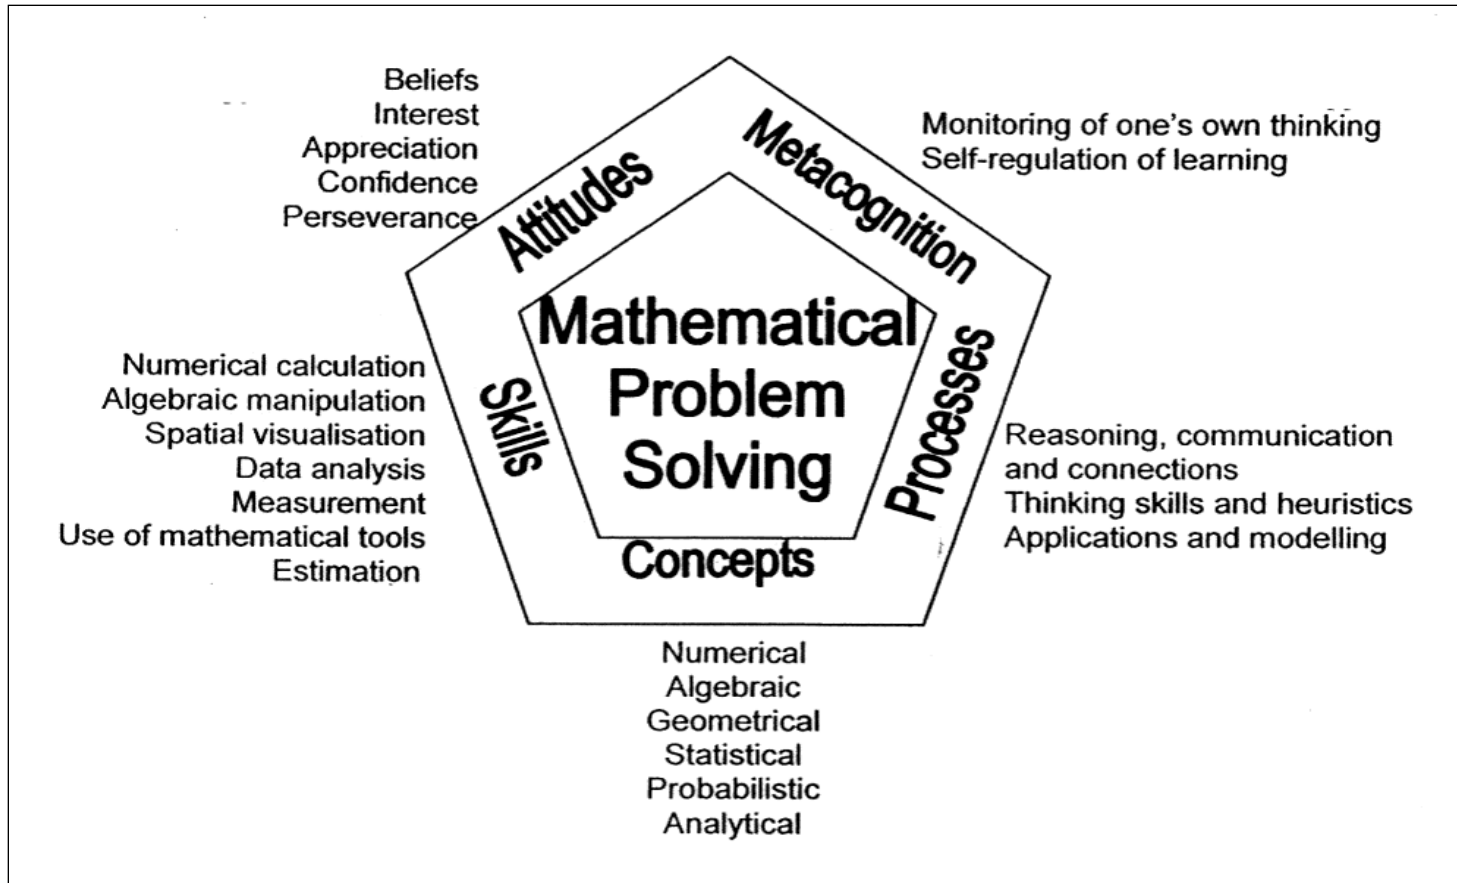 Beliefs
Interest
Appreciation
Confidence
Perseverance
Attitudes
Metacognition
Monitoring of one's own thinking
Self-regulation of learning
Mathematical
Problem
Solving
Skills
Numerical calculation
Algebraic manipulation
Spatial visualisation
Data analysis
Measurement
Use of mathematical tools
Estimation
Processes
Reasoning, communication
and connections
Thinking skills and heuristics
Applications and modelling
Concepts
Numerical
Algebraic
Geometrical
Statistical
Probabilistic
Analytical